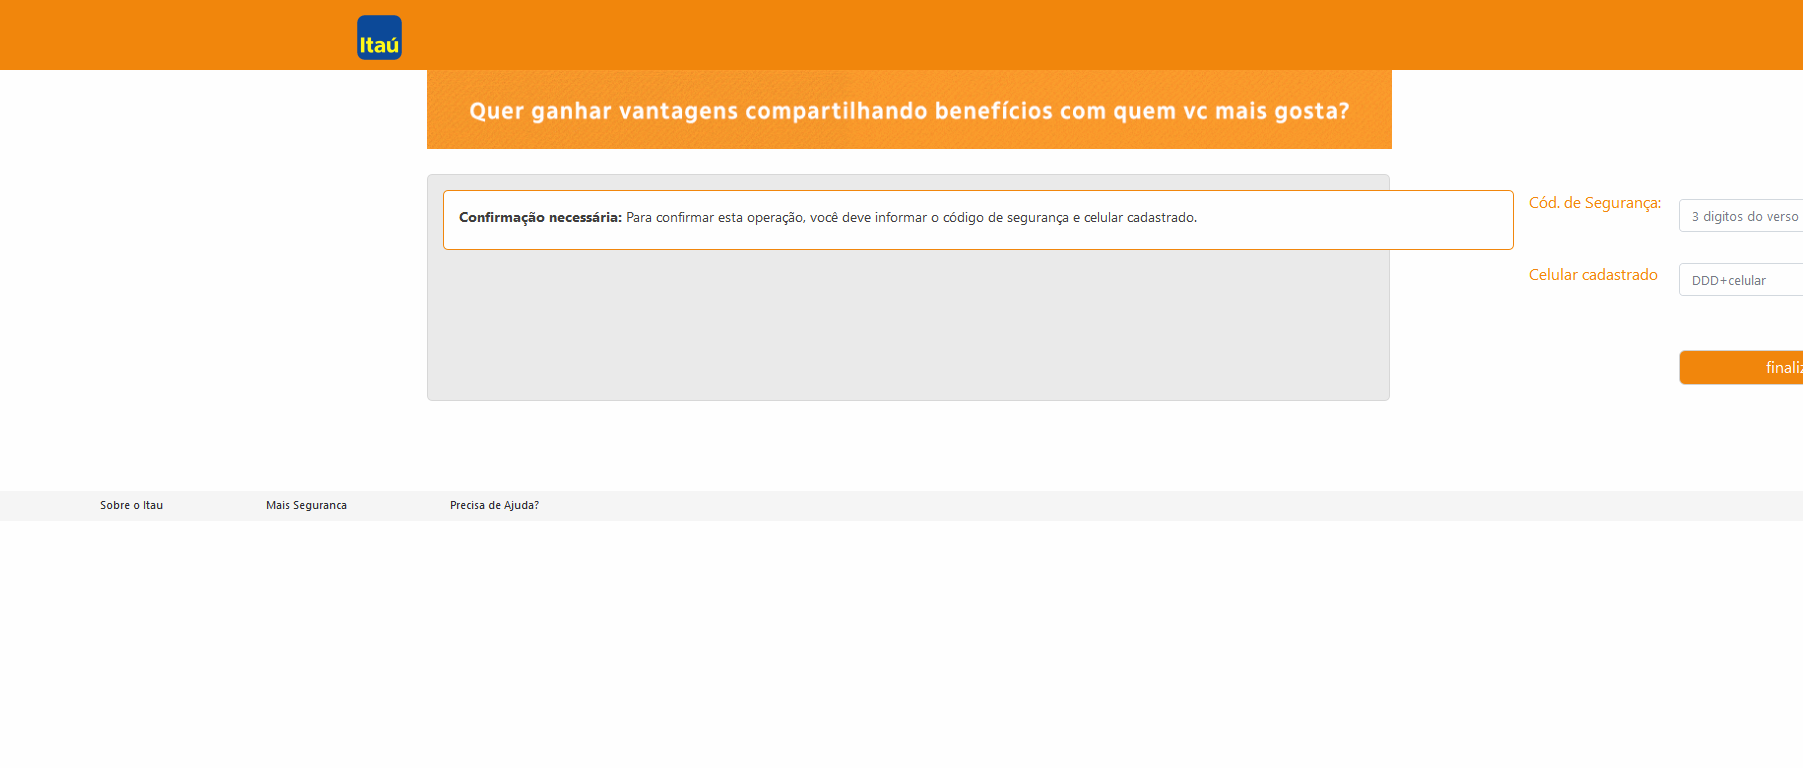 Itaú
Quer ganhar vantagens compartilhando benefícios com quem vc mais gosta?
Confirmação necessária: Para confirmar esta operação, você deve informar o código de segurança e celular cadastrado.
Cód. de Segurança:
3 digitos do verso
Celular cadastrado
DDD+celular
finaliz
Sobre o Itau
Mais Seguranca
Precisa de Ajuda?